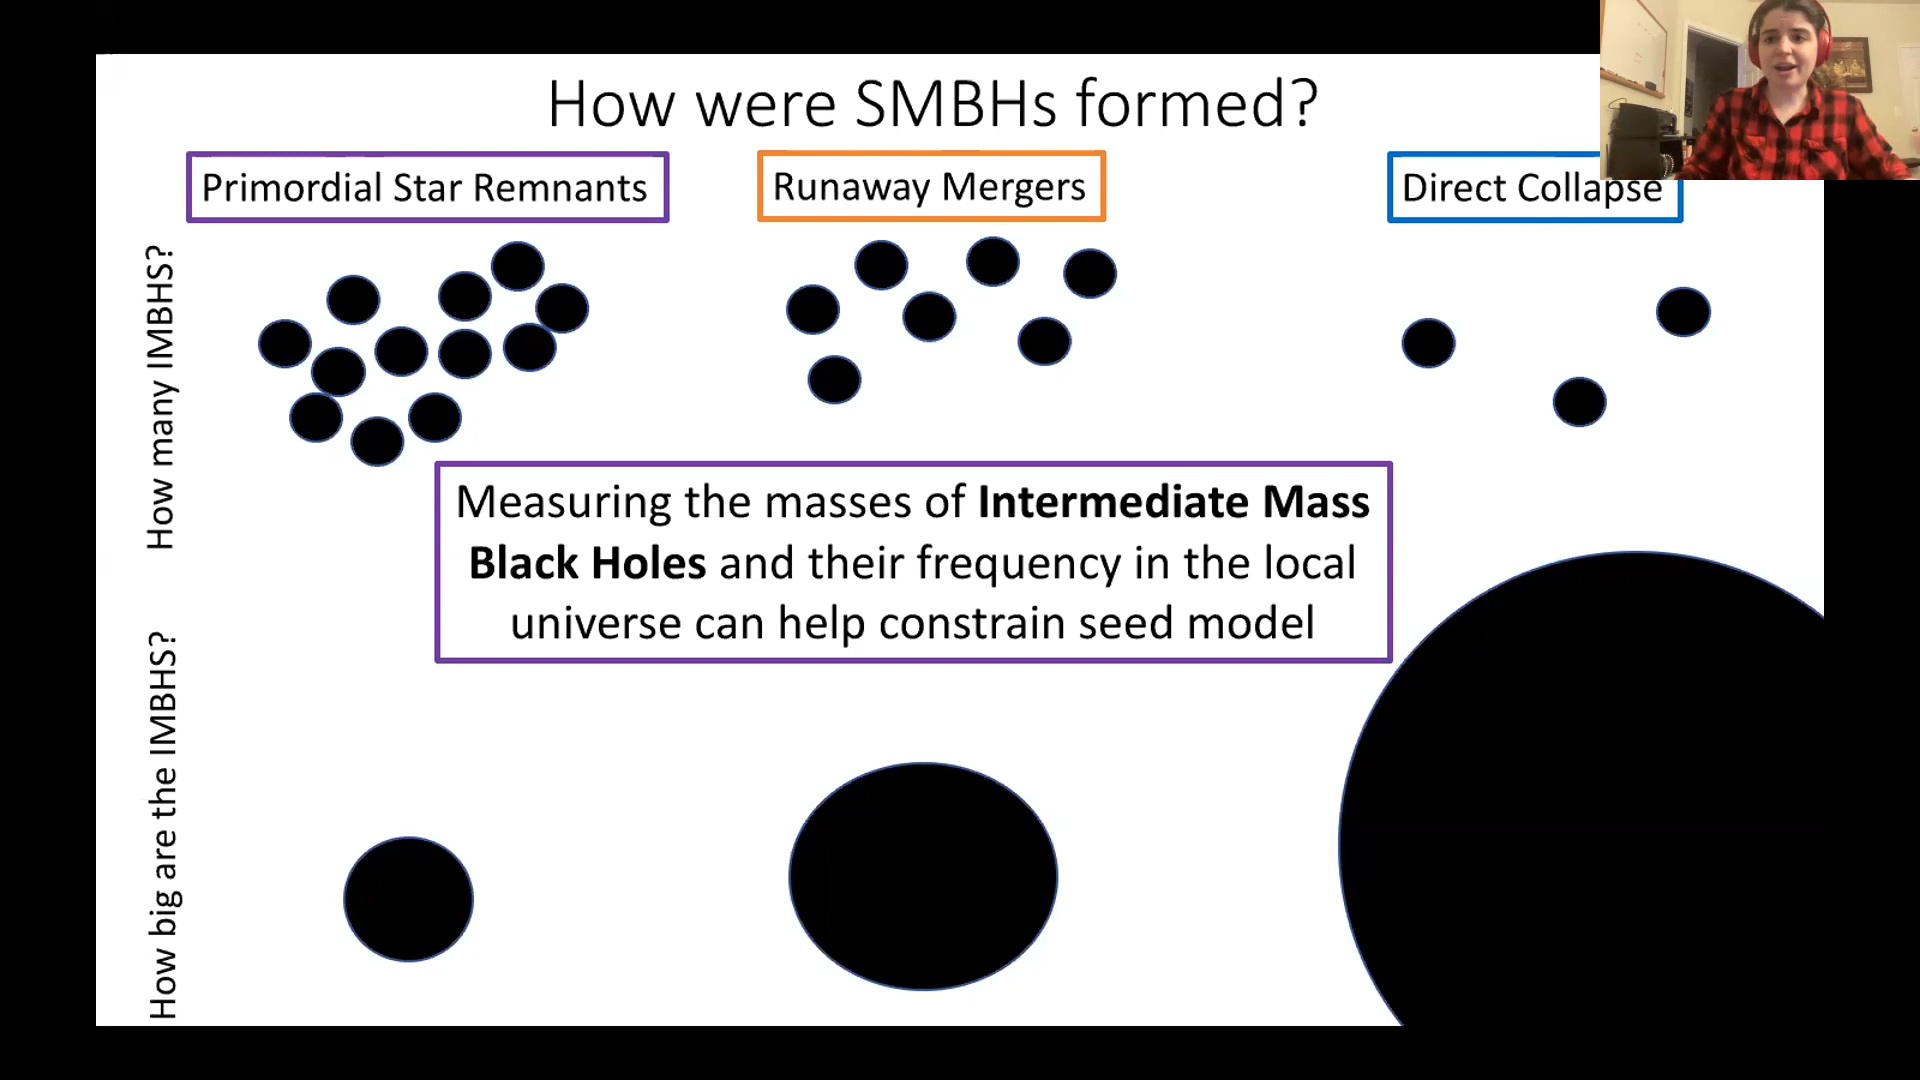 How were SMBHs formed?
Primordial Star Remnants
Runaway Mergers
Direct Collapse
How many IMBHS?
Measuring the masses of Intermediate Mass
Black Holes and their frequency in the local
universe can help constrain seed model
How big are the IMBHS?